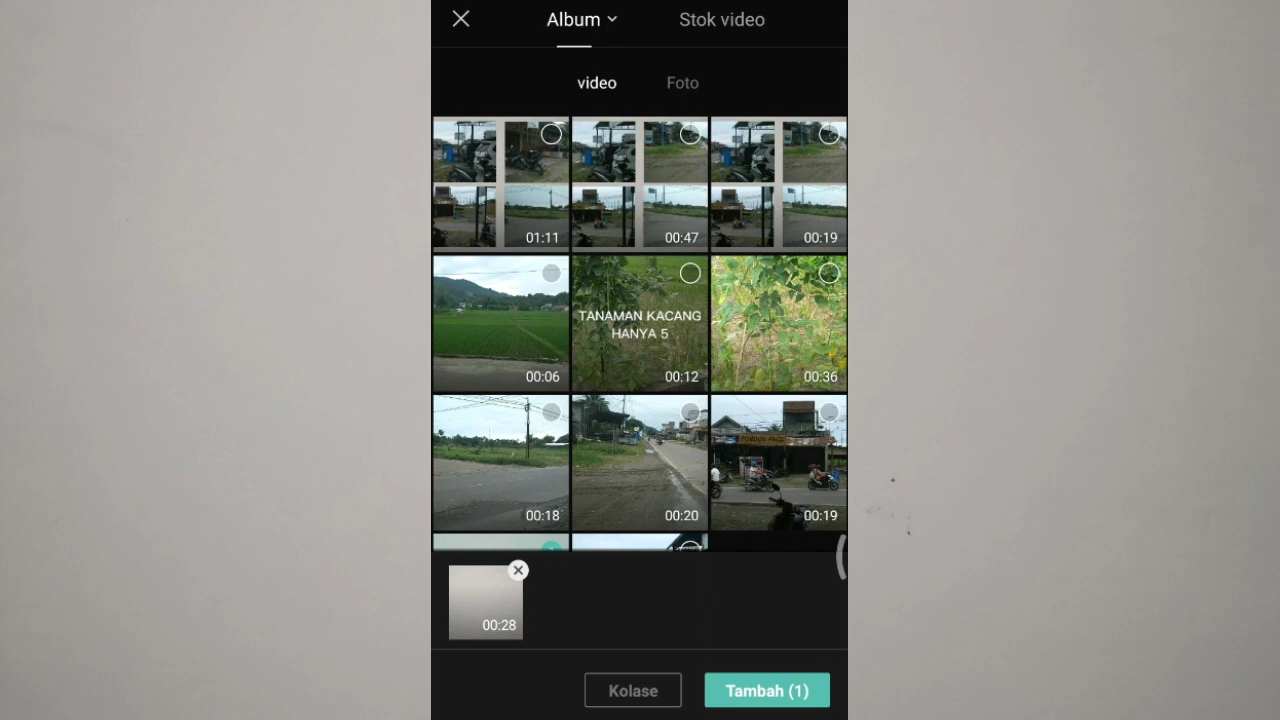 Album Stok video
video Foto
01:11 00:47 00:19
00:06
TANAMAN KACANG
HANYA 5
00:12 00:36
00:18 00:20 00:19
00:28
Kolase Tambah (1)